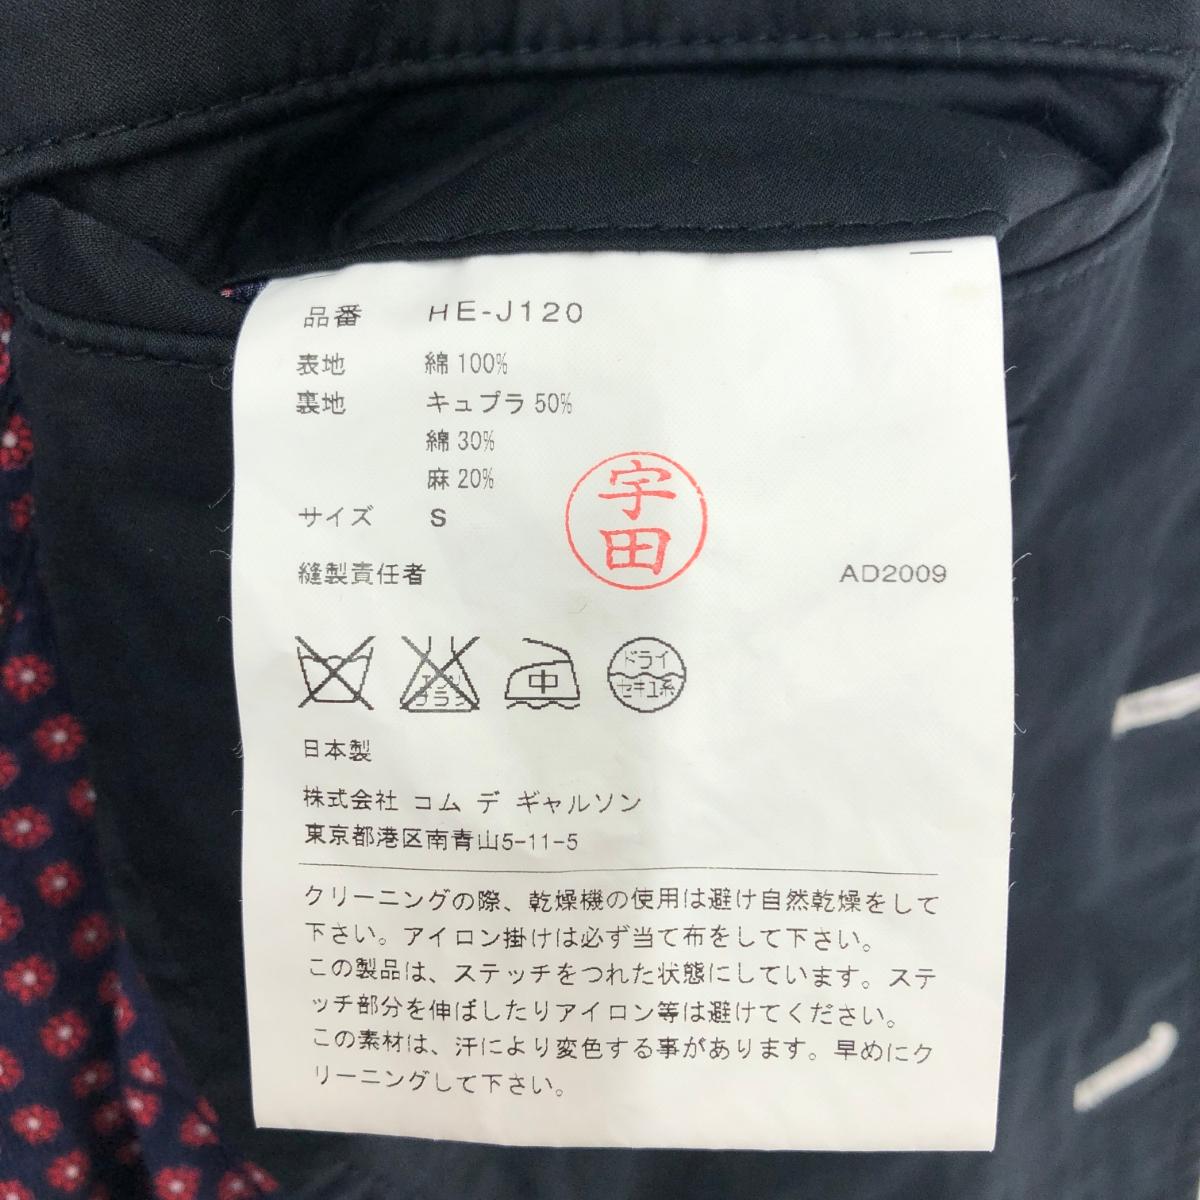 品番 HE-J120
表地 綿100%
裏地 キュプラ50%
綿30%
麻20%
サイズ S
宇田
縫製責任者 AD2009
中
ドライ
セキユ系
日本製
株式会社 コム デ ギャルソン
東京都港区南青山5-11-5
クリーニングの際、乾燥機の使用は避け自然乾燥をして
下さい。アイロン掛けは必ず当て布をして下さい。
この製品は、ステッチをつれた状態にしています。ステ
ッチ部分を伸ばしたりアイロン等は避けてください。
この素材は、汗により変色する事があります。早めにク
リーニングして下さい。